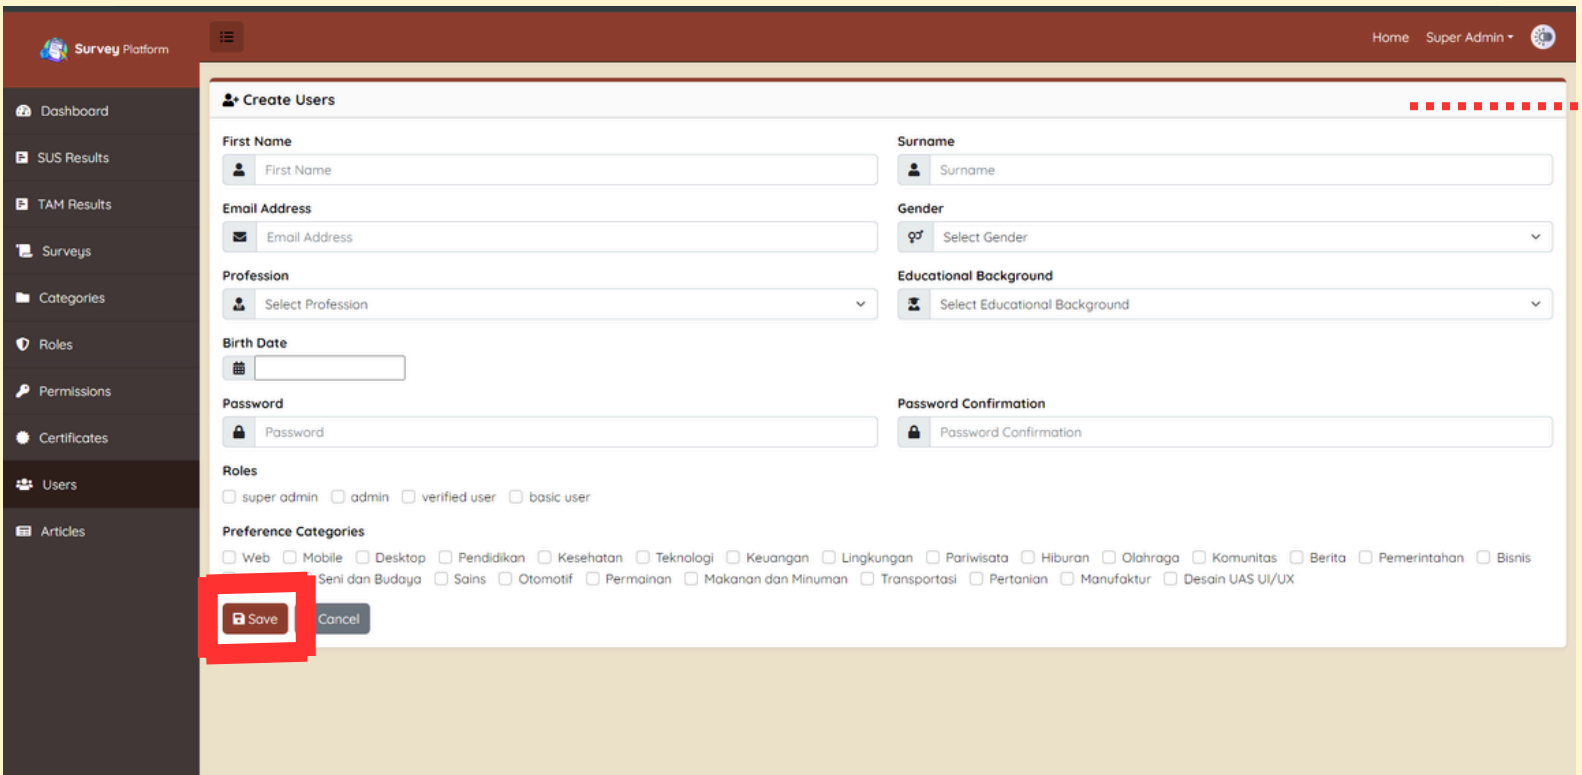 Survey Platform
Home Super Admin
Dashboard
SUS Results
TAM Results
Surveys
Categories
Roles
Permissions
Certificates
Users
Articles
Create Users
First Name Surname
First Name Surname
Email Address Gender
Email Address Select Gender
Profession Educational Background
Select Profession Select Educational Background
Birth Date
Password Password Confirmation
Password Password Confirmation
Roles
super admin admin verified user basic user
Preference Categories
Web Mobile Desktop Pendidikan Kesehatan Teknologi Keuangan Lingkungan Pariwisata Hiburan Olahraga Komunitas Berita Pemerintahan Bisnis
Seni dan Budaya Sains Otomotif Permainan Makanan dan Minuman Transportasi Pertanian Manufaktur Desain UAS UI/UX
Save Cancel